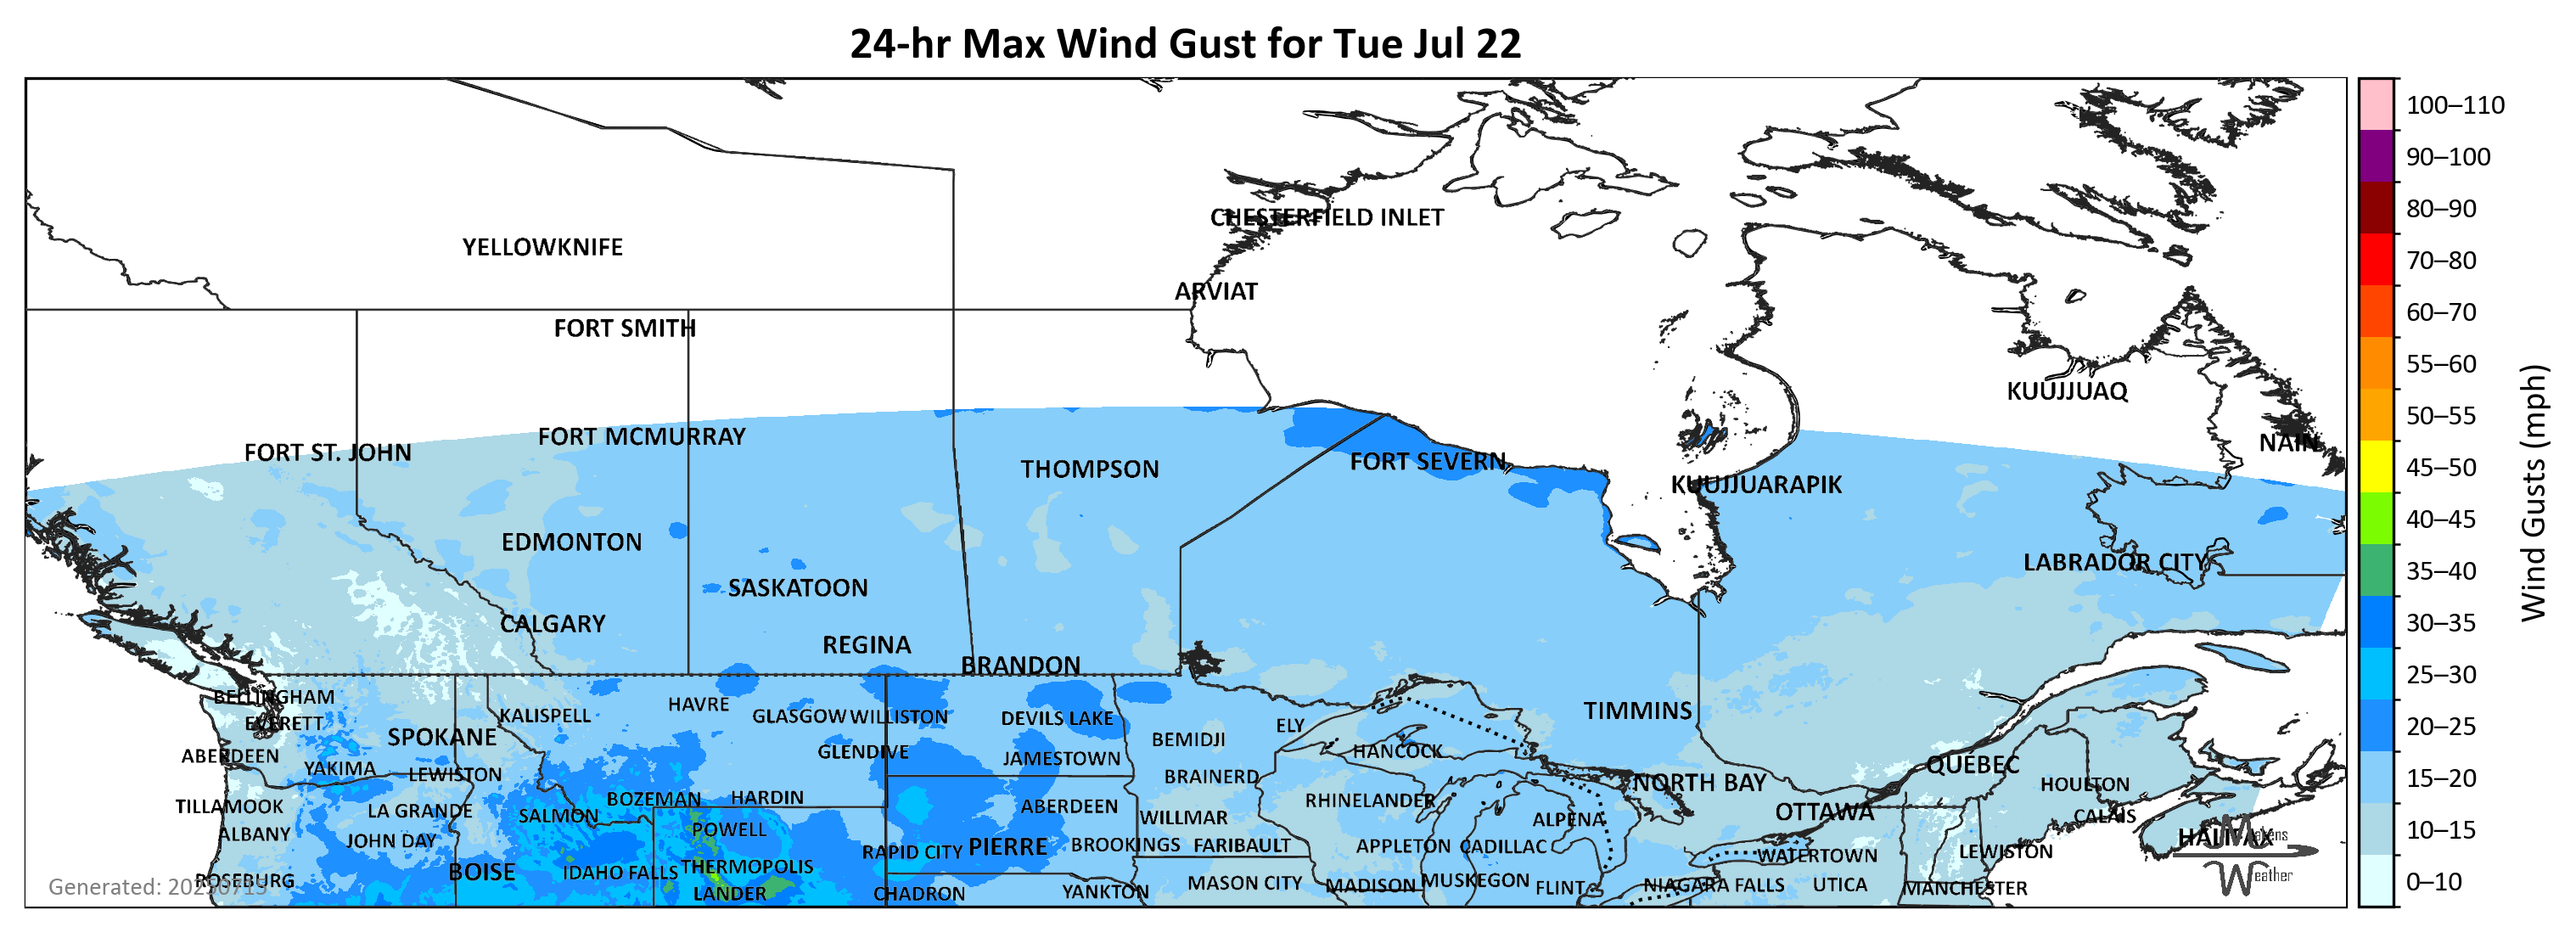 24-hr Max Wind Gust for Tue Jul 22
100–110
90–100
80–90
70–80
60–70
55–60
50–55
45–50
40–45
35–40
30–35
25–30
20–25
15–20
10–15
0–10
Wind Gusts (mph)
CHESTERFIELD INLET
YELLOWKNIFE
ARVIAT
FORT SMITH
KUUJJUAQ
FORT MCMURRAY
NAIN
FORT ST. JOHN
FORT SEVERN
THOMPSON
KUUJJUARAPIK
EDMONTON
LABRADOR CITY
SASKATOON
CALGARY
REGINA
BRANDON
BELLINGHAM
HAVRE
TIMMINS
KALISPELL
GLASGOW
WILLISTON
DEVILS LAKE
EVERETT
ELY
SPOKANE
BEMIDJI
HANCOCK
GLENDIVE
ABERDEEN
JAMESTOWN
QUÉBEC
YAKIMA
LEWISTON
BRAINERD
NORTH BAY
HOULTON
BOZEMAN
HARDIN
RHINELANDER
TILLAMOOK
LA GRANDE
ABERDEEN
OTTAWA
SALMON
CALAIS
WILLMAR
ALPENA
POWELL
ALBANY
HALIFAX
Makens
JOHN DAY
PIERRE
BROOKINGS
FARIBAULT
APPLETON
CADILLAC
RAPID CITY
LEWISTON
WATERTOWN
THERMOPOLIS
BOISE
IDAHO FALLS
Weather
ROSEBURG
MUSKEGON
MASON CITY
MADISON
NIAGARA FALLS
UTICA
Generated:
FLINT
MANCHESTER
YANKTON
LANDER
CHADRON